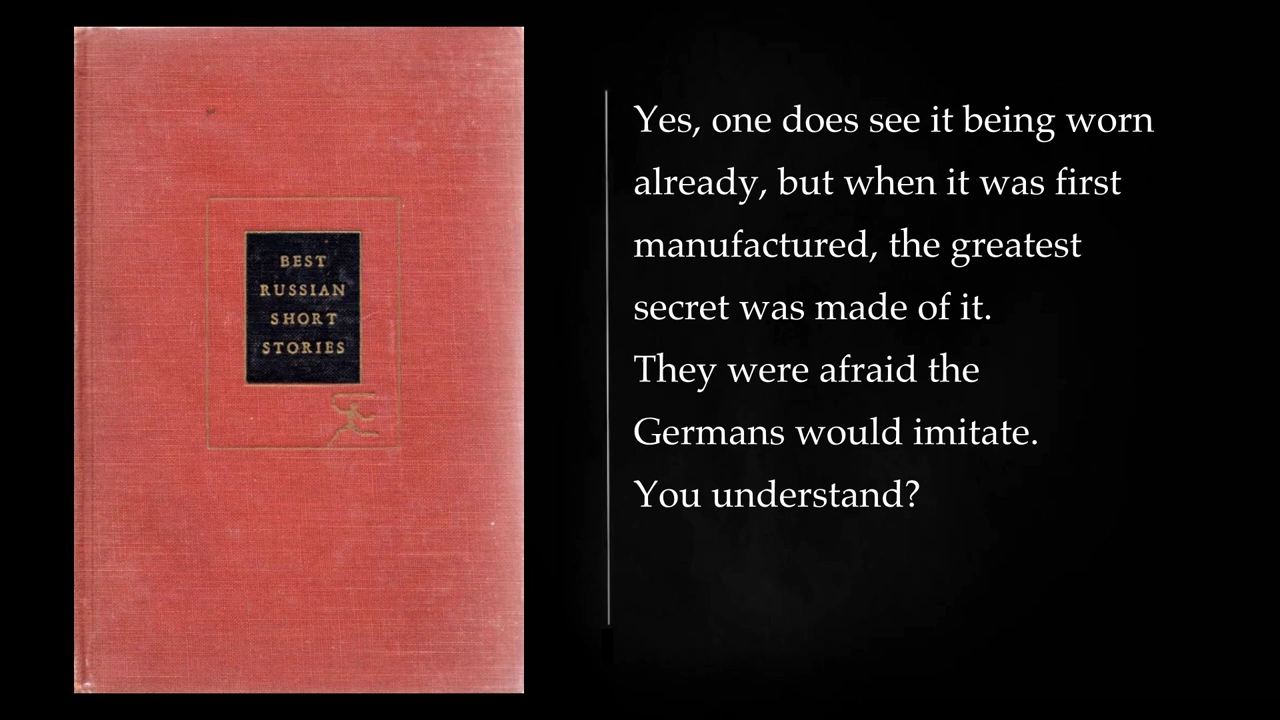 BEST
RUSSIAN
SHORT
STORIES
Yes, one does see it being worn
already, but when it was first
manufactured, the greatest
secret was made of it.
They were afraid the
Germans would imitate.
You understand?